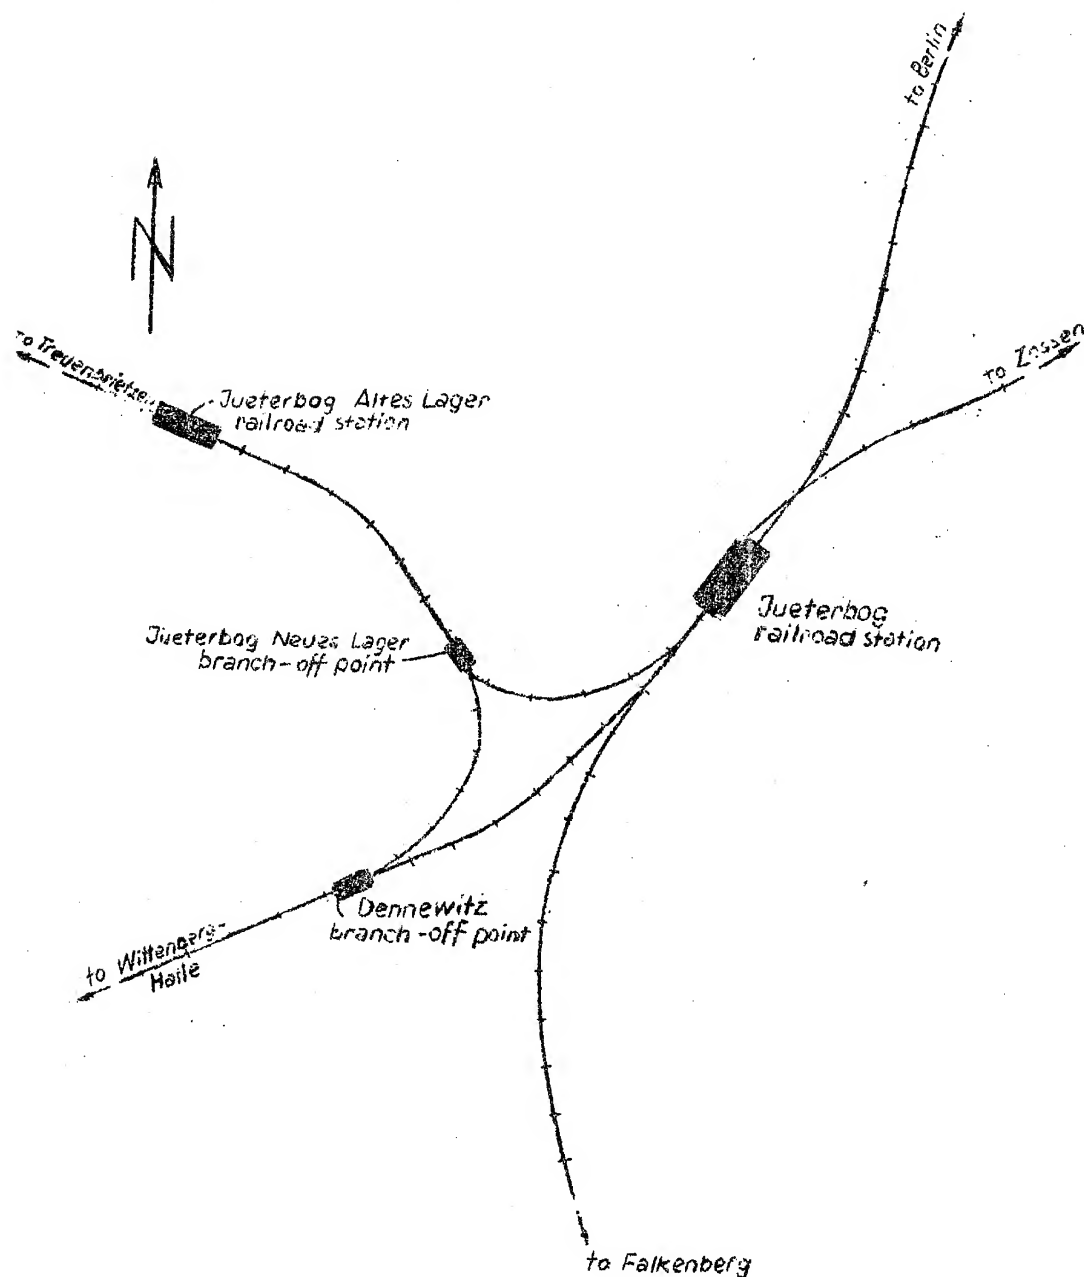 to Berlin
N
to Treuenbrietzen
to Zossen
Jueterbog Altes Lager
railroad station
Jueterbog
railroad station
Jueterbog Neues Lager
branch-off point
Dennewitz
branch-off point
to Wittenberg-
Halle
to Falkenberg